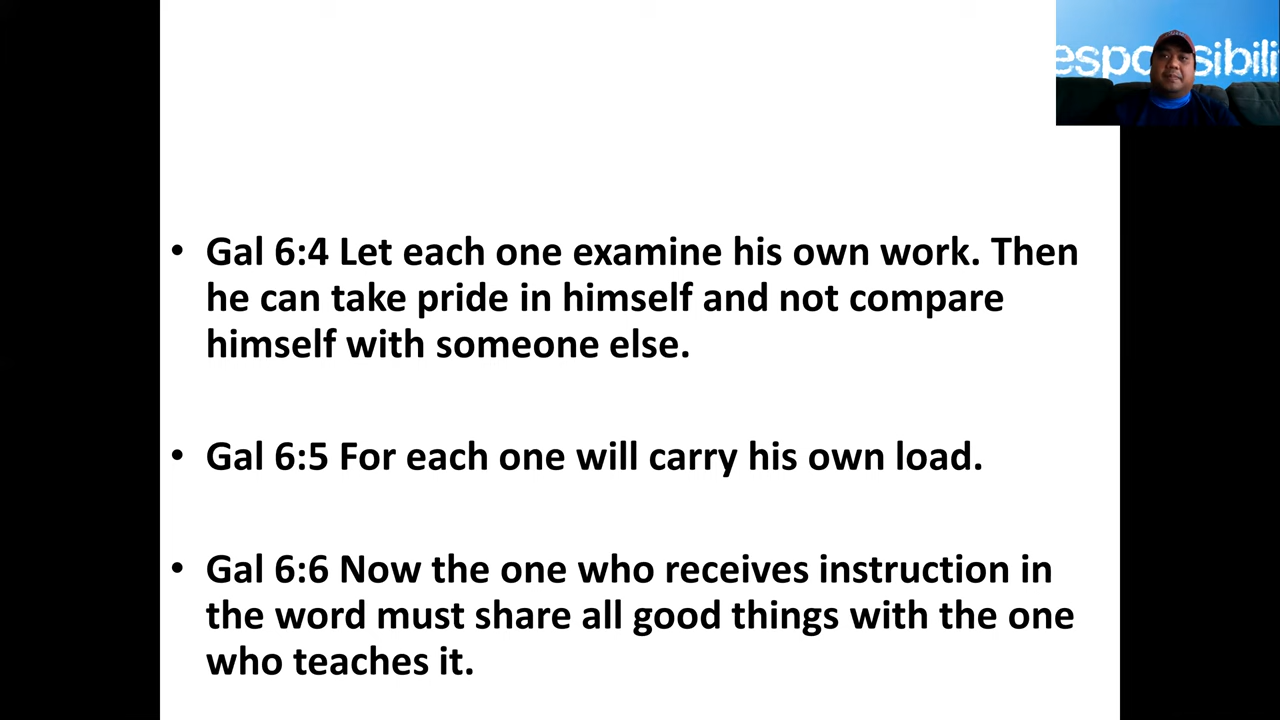 esponsibili
• Gal 6:4 Let each one examine his own work. Then
he can take pride in himself and not compare
himself with someone else.
• Gal 6:5 For each one will carry his own load.
• Gal 6:6 Now the one who receives instruction in
the word must share all good things with the one
who teaches it.